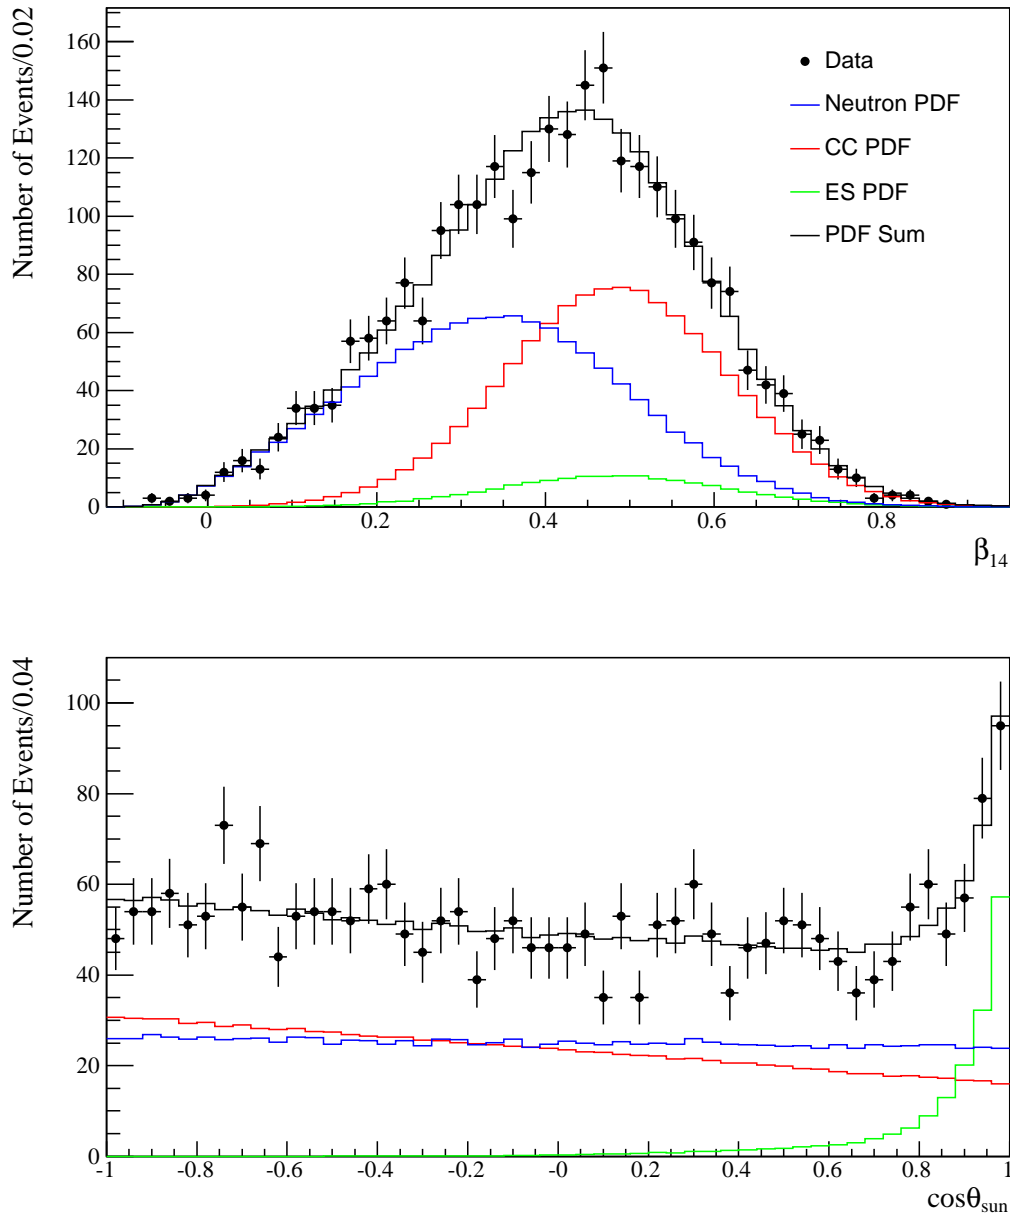 Number of Events/0.02
160
140
120
100
80
60
40
20
0
Data
Neutron PDF
CC PDF
ES PDF
PDF Sum
0 0.2 0.4 0.6 0.8
β14
Number of Events/0.04
100
80
60
40
20
0
-1 -0.8 -0.6 -0.4 -0.2 -0 0.2 0.4 0.6 0.8 1
cosθsun